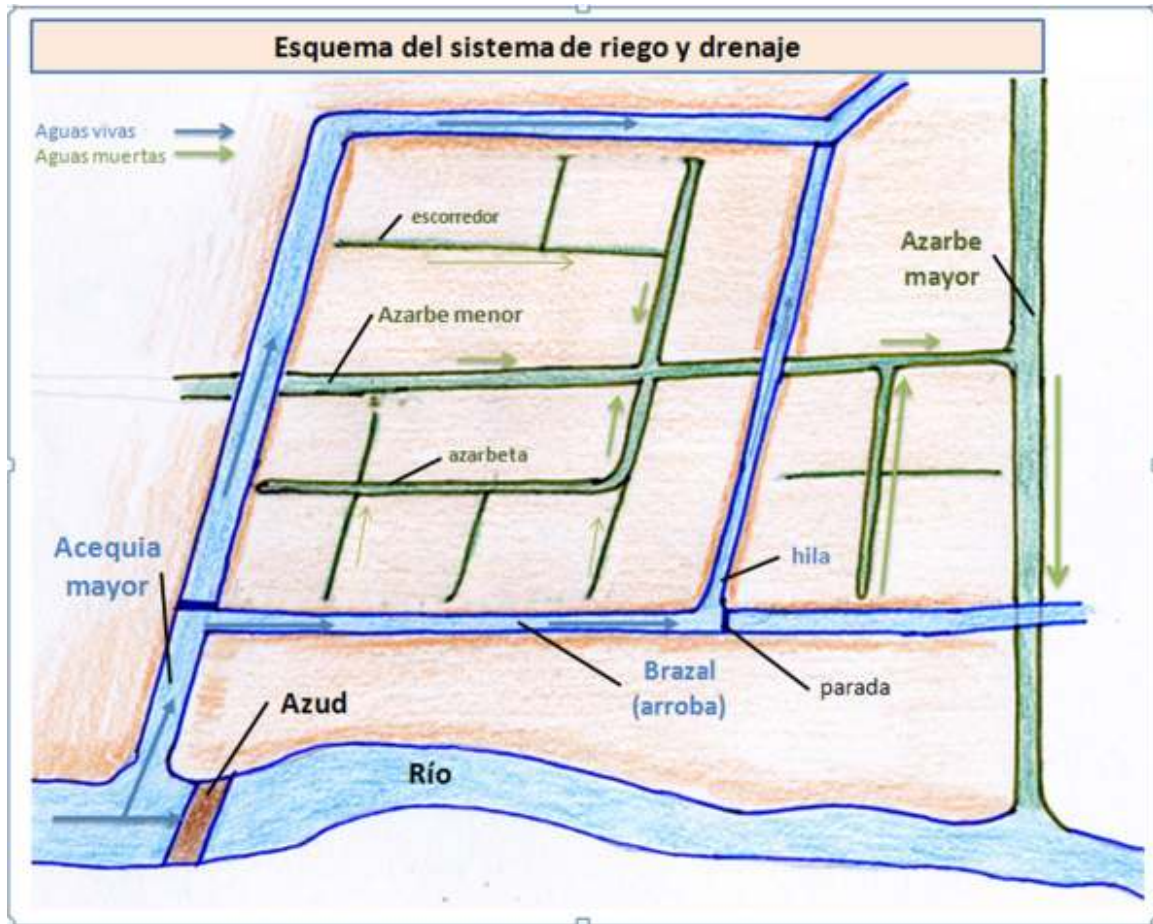 Esquema del sistema de riego y drenaje
Aguas vivas
Aguas muertas
escorredor
Azarbe
mayor
Azarbe menor
azarbeta
Acequia
mayor
hila
Brazal
(arroba)
parada
Azud
Río